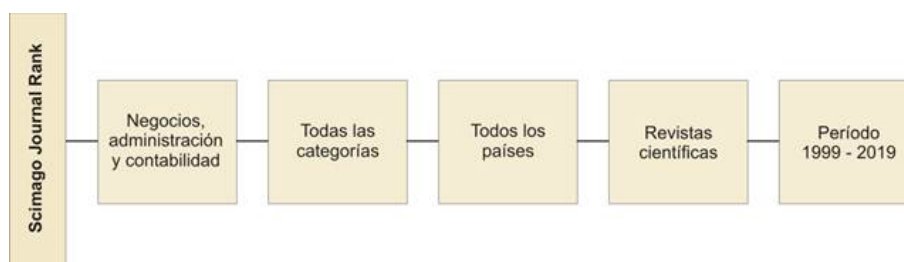 Scimago Journal Rank
Negocios,
administración
y contabilidad
Todas las
categorías
Todos los
países
Revistas
científicas
Período
1999 - 2019